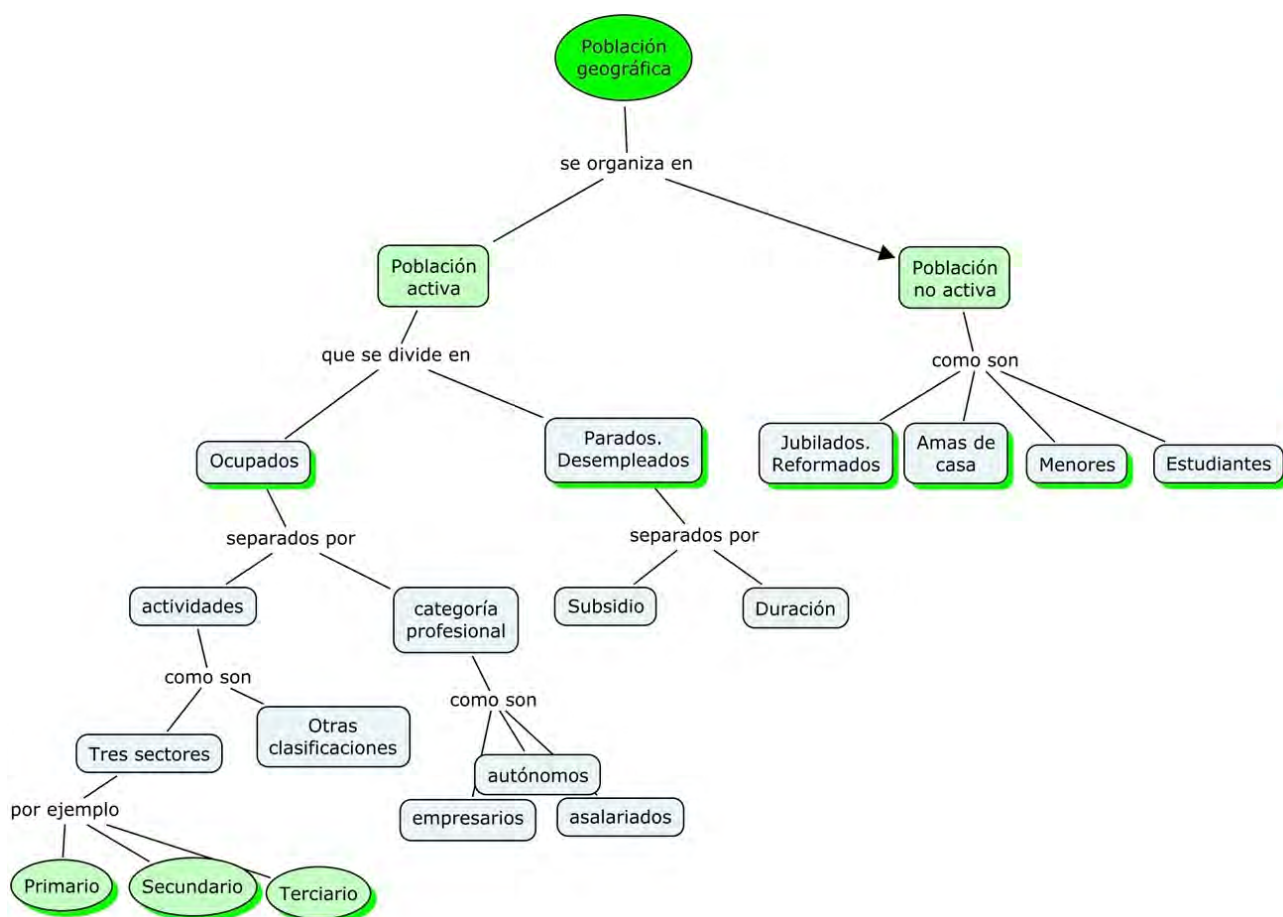 Población
geográfica
se organiza en
Población
activa
Población
no activa
que se divide en
como son
Ocupados
Parados.
Desempleados
Jubilados.
Reformados
Amas de
casa
Menores
Estudiantes
separados por
separados por
actividades
categoría
profesional
Subsidio
Duración
como son
como son
Tres sectores
Otras
clasificaciones
autónomos
empresarios
asalariados
por ejemplo
Primario
Secundario
Terciario